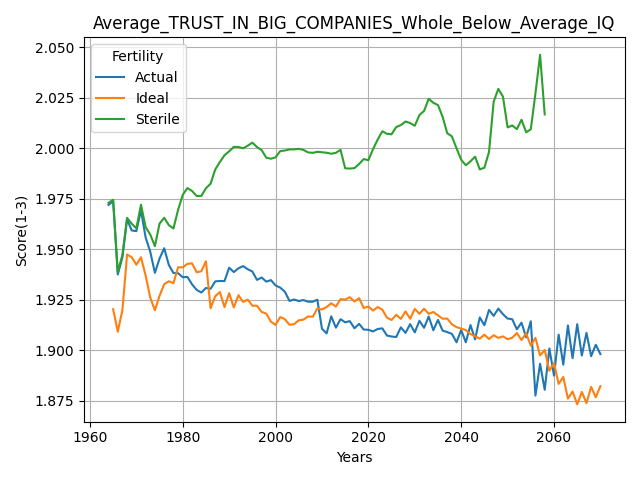 Average_TRUST_IN_BIG_COMPANIES_Whole_Below_Average_IQ
Fertility
Actual
Ideal
Sterile
Score(1-3)
2.050
2.025
2.000
1.975
1.950
1.925
1.900
1.875
1960
1980
2000
2020
2040
2060
Years